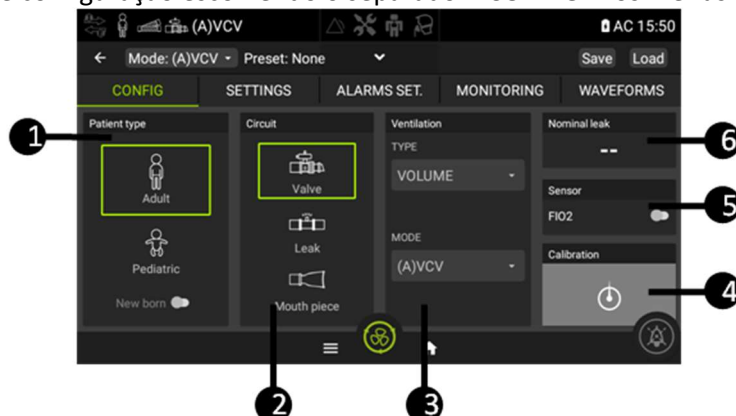 (A)VCV
AC 15:50
Mode: (A)VCV
Preset: None
Save
Load
CONFIG
SETTINGS
ALARMS SET.
MONITORING
WAVEFORMS
Patient type
Circuit
Ventilation
Nominal leak
1
Adult
Pediatric
New born
Valve
Leak
Mouth piece
TYPE
VOLUME
MODE
(A)VCV
--
6
Sensor
FIO2
5
Calibration
4
2
3